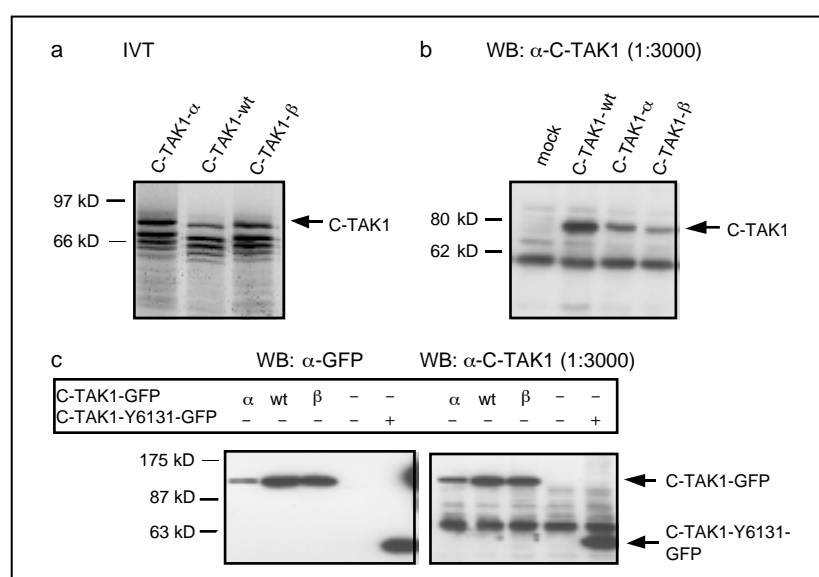 a IVT
C-TAK1-α
C-TAK1-wt
C-TAK1-β
97 kD
66 kD
C-TAK1
b WB: α-C-TAK1 (1:3000)
mock
C-TAK1-wt
C-TAK1-α
C-TAK1-β
80 kD
62 kD
C-TAK1
c WB: α-GFP WB: α-C-TAK1 (1:3000)
C-TAK1-GFP α wt β – – α wt β – –
C-TAK1-Y6131-GFP – – – – + – – – – +
175 kD
87 kD
63 kD
C-TAK1-GFP
C-TAK1-Y6131-
GFP